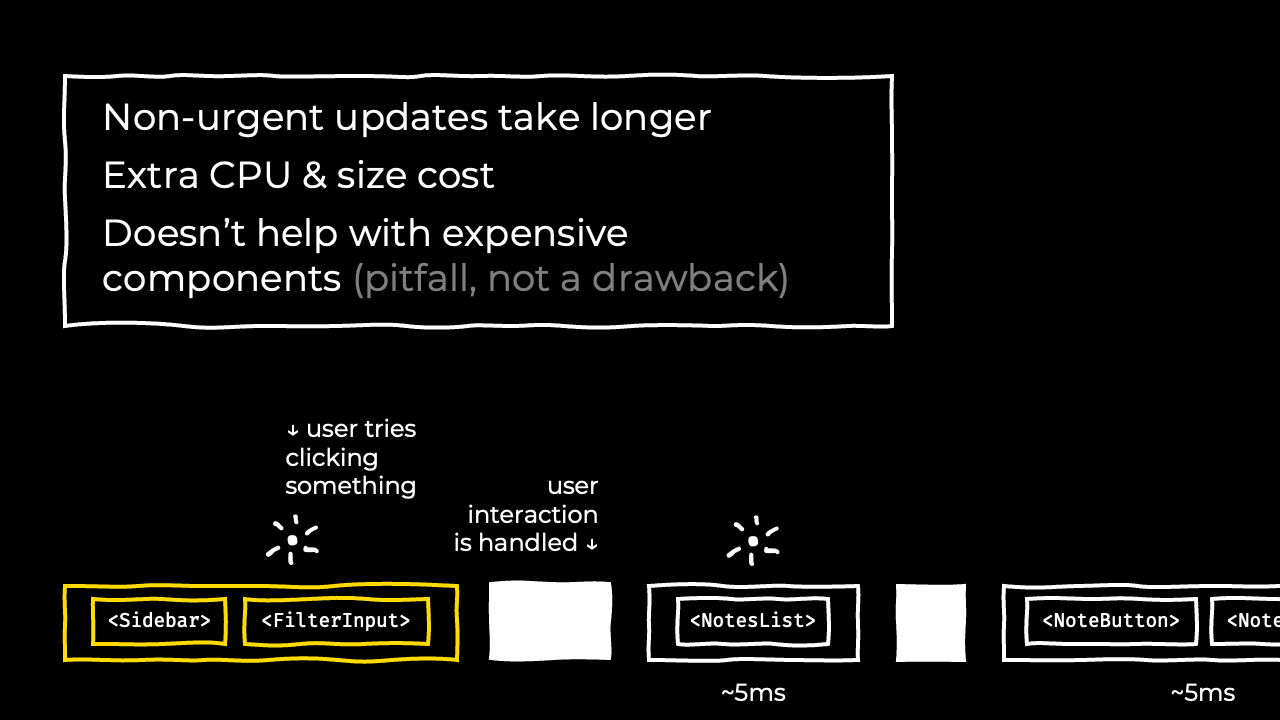 Non-urgent updates take longer
Extra CPU & size cost
Doesn’t help with expensive
components (pitfall, not a drawback)
↓ user tries
clicking
something
user
interaction
is handled ↓
<Sidebar> <FilterInput> <NotesList> <NoteButton> <Note
~5ms ~5ms